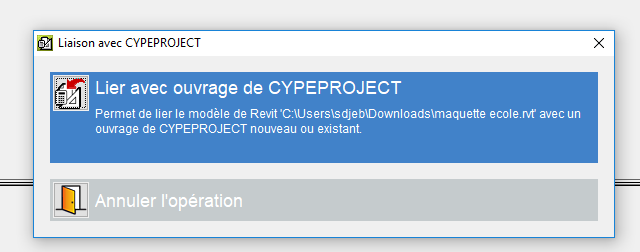 Liaison avec CYPEPROJECT
Lier avec ouvrage de CYPEPROJECT
Permet de lier le modèle de Revit 'C:\Users\sdjeb\Downloads\maquette ecole.rvt' avec un
ouvrage de CYPEPROJECT nouveau ou existant.
Annuler l'opération